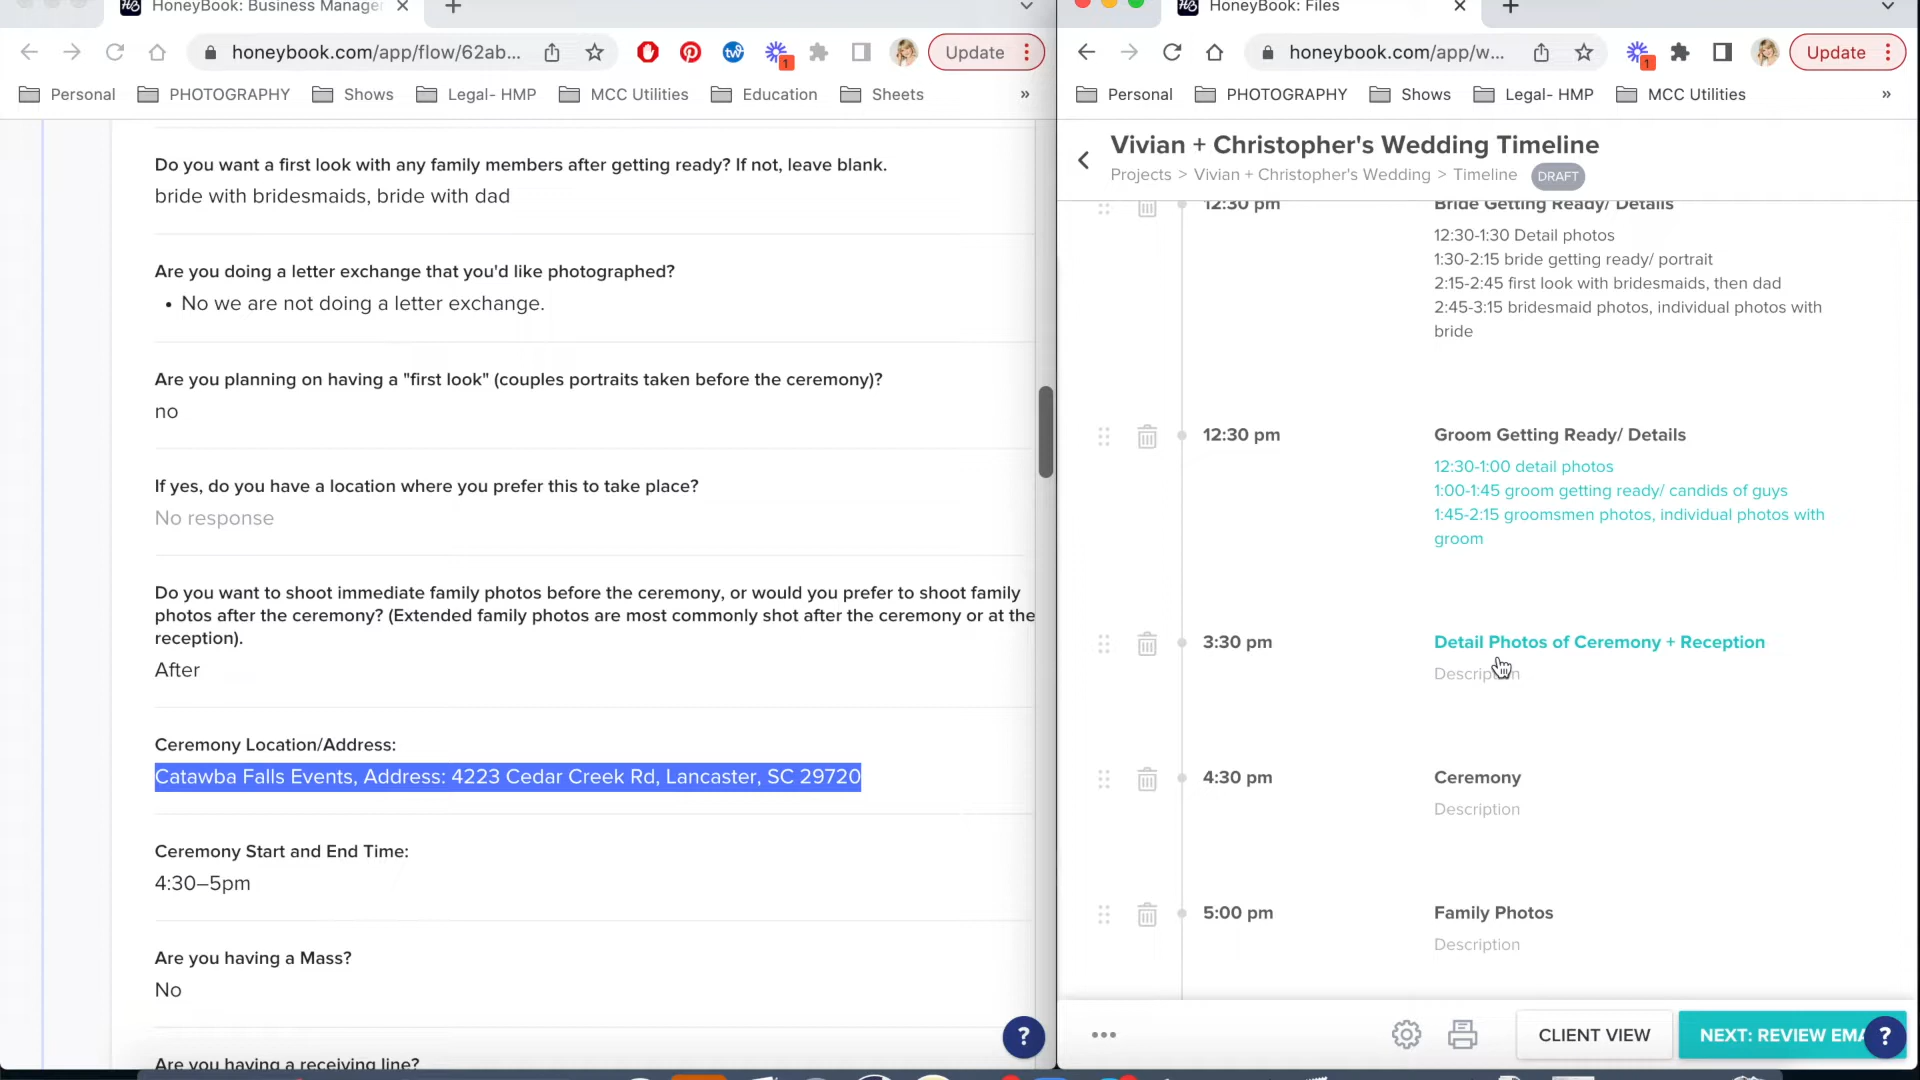 HoneyBook: Business Manager
honeybook.com/app/flow/62ab...
tw
1
Update
Personal
PHOTOGRAPHY
Shows
Legal- HMP
MCC Utilities
Education
Sheets
»
Do you want a first look with any family members after getting ready? If not, leave blank.
bride with bridesmaids, bride with dad
Are you doing a letter exchange that you'd like photographed?
• No we are not doing a letter exchange.
Are you planning on having a "first look" (couples portraits taken before the ceremony)?
no
If yes, do you have a location where you prefer this to take place?
No response
Do you want to shoot immediate family photos before the ceremony, or would you prefer to shoot family
photos after the ceremony? (Extended family photos are most commonly shot after the ceremony or at the
reception).
After
Ceremony Location/Address:
Catawba Falls Events, Address: 4223 Cedar Creek Rd, Lancaster, SC 29720
Ceremony Start and End Time:
4:30–5pm
Are you having a Mass?
No
Are you having a receiving line?
?
HoneyBook: Files
honeybook.com/app/w...
1
Update
Personal
PHOTOGRAPHY
Shows
Legal- HMP
MCC Utilities
»
Vivian + Christopher's Wedding Timeline
Projects > Vivian + Christopher's Wedding > Timeline DRAFT
12:30 pm
Bride Getting Ready/ Details
12:30-1:30 Detail photos
1:30-2:15 bride getting ready/ portrait
2:15-2:45 first look with bridesmaids, then dad
2:45-3:15 bridesmaid photos, individual photos with
bride
12:30 pm
Groom Getting Ready/ Details
12:30-1:00 detail photos
1:00-1:45 groom getting ready/ candids of guys
1:45-2:15 groomsmen photos, individual photos with
groom
3:30 pm
Detail Photos of Ceremony + Reception
Description
4:30 pm
Ceremony
Description
5:00 pm
Family Photos
Description
CLIENT VIEW
NEXT: REVIEW EMA
?